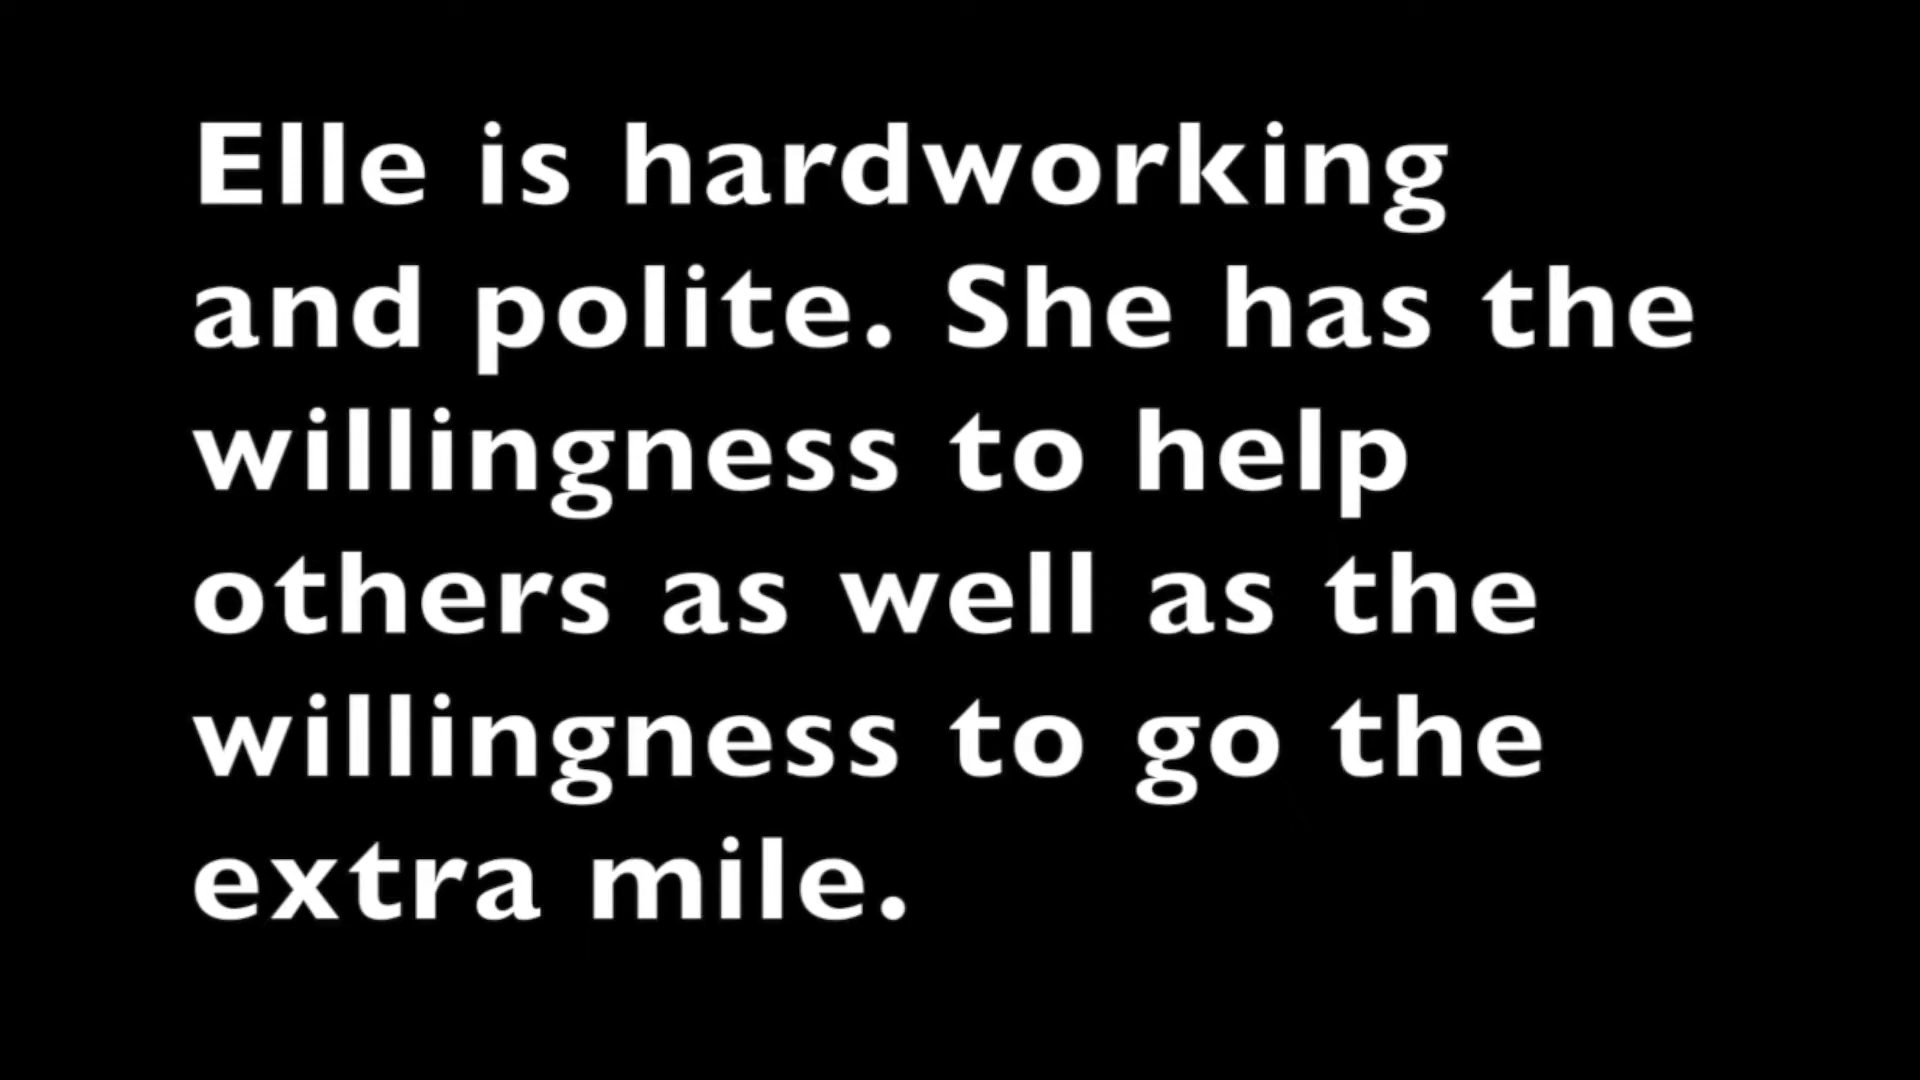 Elle is hardworking
and polite. She has the
willingness to help
others as well as the
willingness to go the
extra mile.